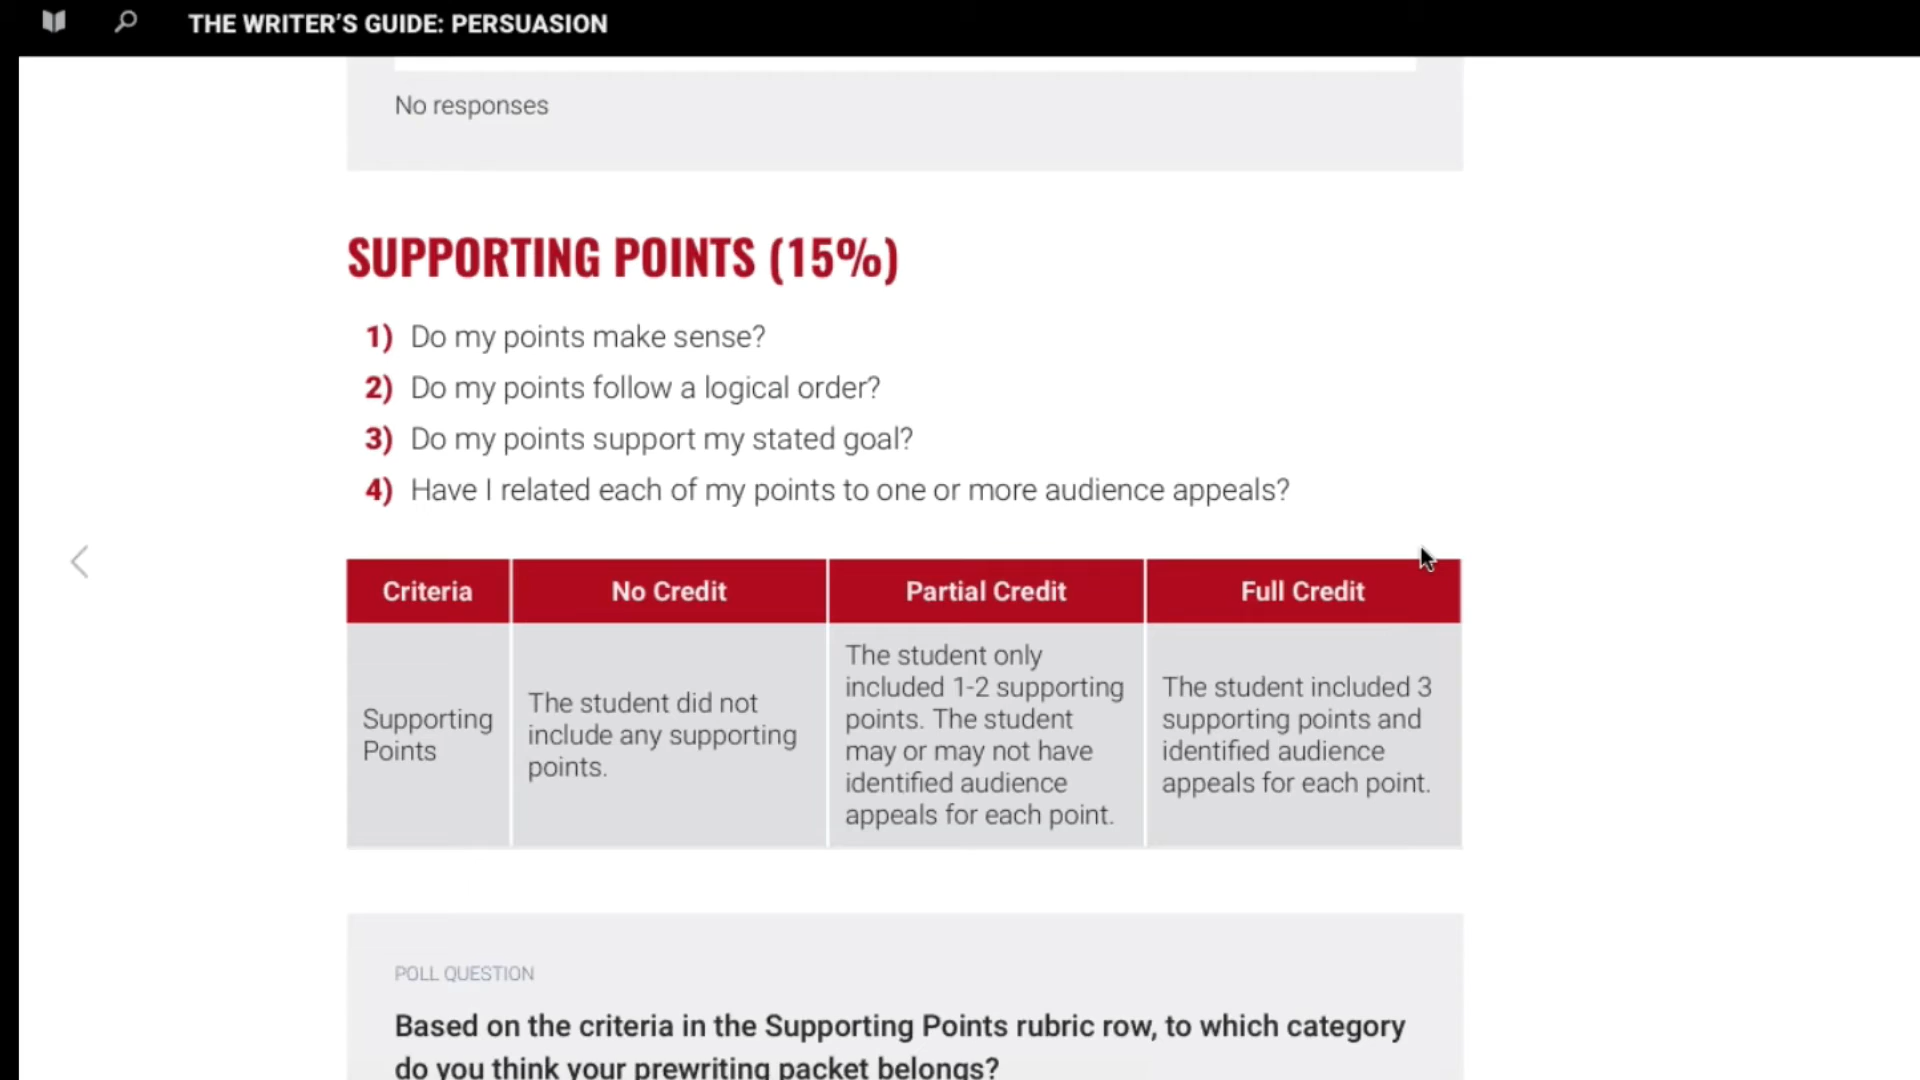 THE WRITER'S GUIDE: PERSUASION
No responses
SUPPORTING POINTS (15%)
1) Do my points make sense?
2) Do my points follow a logical order?
3) Do my points support my stated goal?
4) Have I related each of my points to one or more audience appeals?
Criteria
No Credit
Partial Credit
Full Credit
Supporting
Points
The student did not
include any supporting
points.
The student only
included 1-2 supporting
points. The student
may or may not have
identified audience
appeals for each point.
The student included 3
supporting points and
identified audience
appeals for each point.
POLL QUESTION
Based on the criteria in the Supporting Points rubric row, to which category
do you think your prewriting packet belongs?